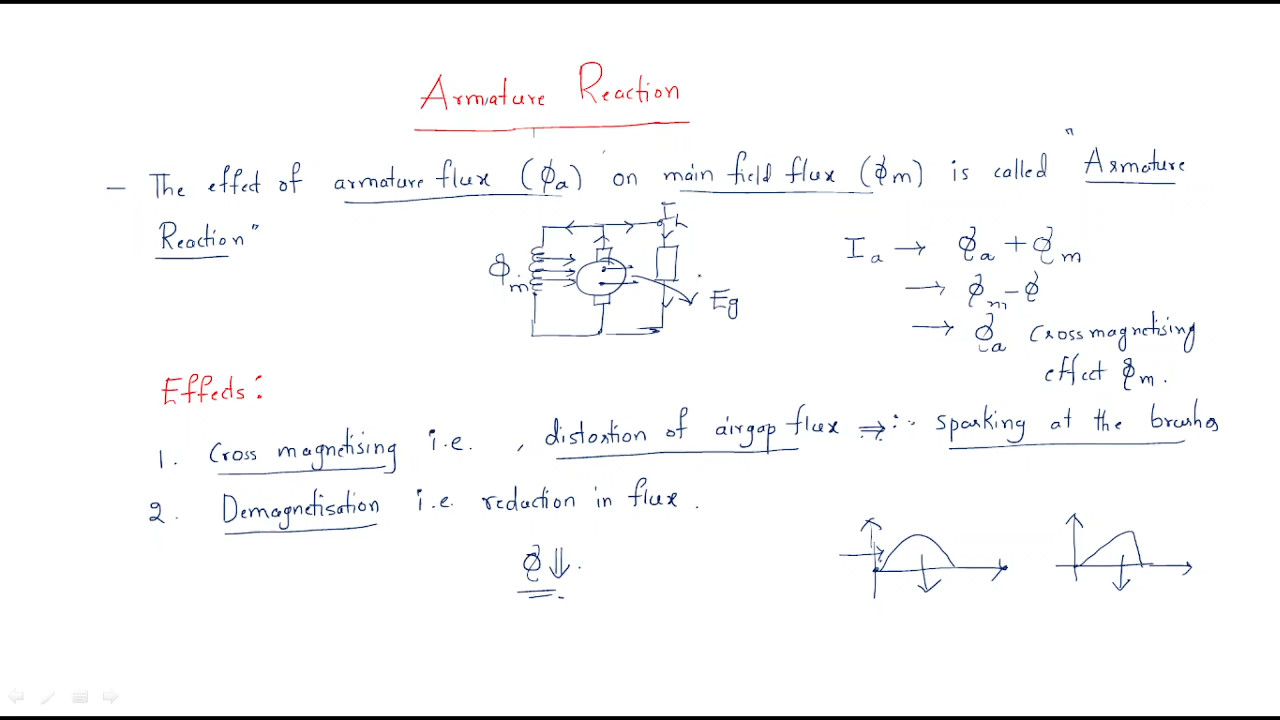 Armature Reaction
- The effect of armature flux (ϕa) on main field flux (ϕm) is called "Armature
Reaction"
IL
ϕm
Eg
Ia → ϕa + ϕm
→ ϕm - ϕ
→ ϕa Cross magnetising
effect ϕm.
Effects:
1. Cross magnetising i.e. , distortion of airgap flux ⇒ ∵ sparking at the brushes
2. Demagnetisation i.e. reduction in flux.
ϕ⇓.